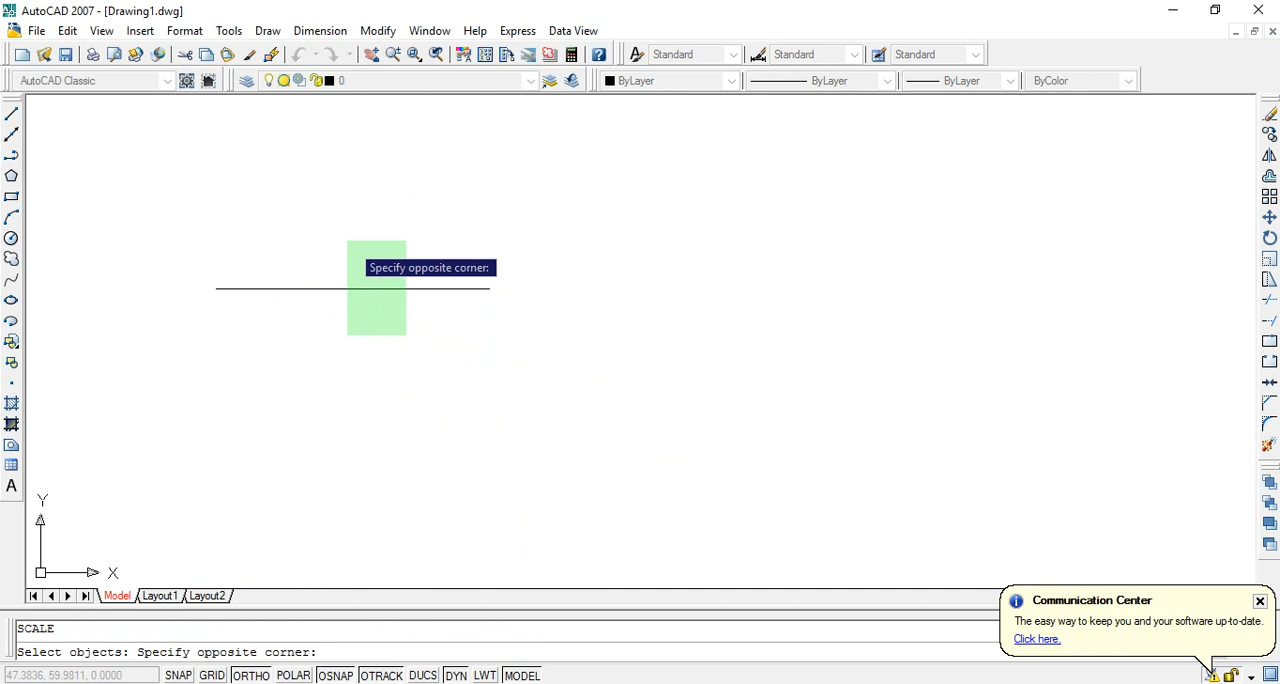 AutoCAD 2007 - [Drawing1.dwg]
File Edit View Insert Format Tools Draw Dimension Modify Window Help Express Data View
Standard Standard Standard
AutoCAD Classic 0 ByLayer ByLayer ByLayer ByColor
Specify opposite corner:
A
Y
X
Model Layout1 Layout2
Communication Center
The easy way to keep you and your software up-to-date.
Click here.
SCALE
Select objects: Specify opposite corner:
47.3836, 59.9811, 0.0000 SNAP GRID ORTHO POLAR OSNAP OTRACK DUCS DYN LWT MODEL